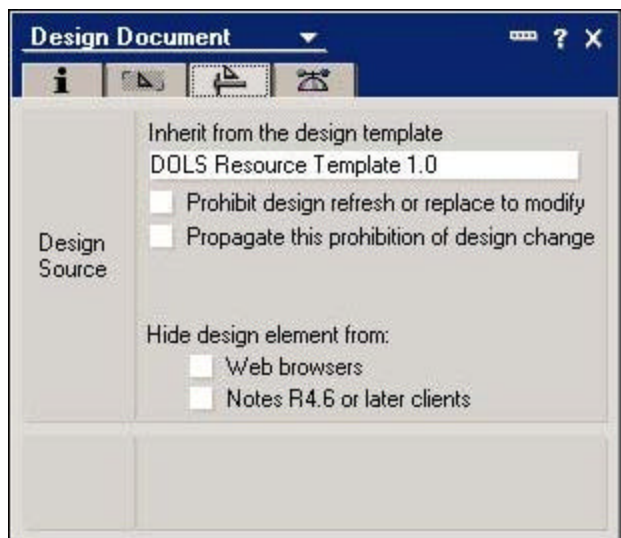 Design Document
? X
i
Inherit from the design template
DOLS Resource Template 1.0
Prohibit design refresh or replace to modify
Propagate this prohibition of design change
Design
Source
Hide design element from:
Web browsers
Notes R4.6 or later clients